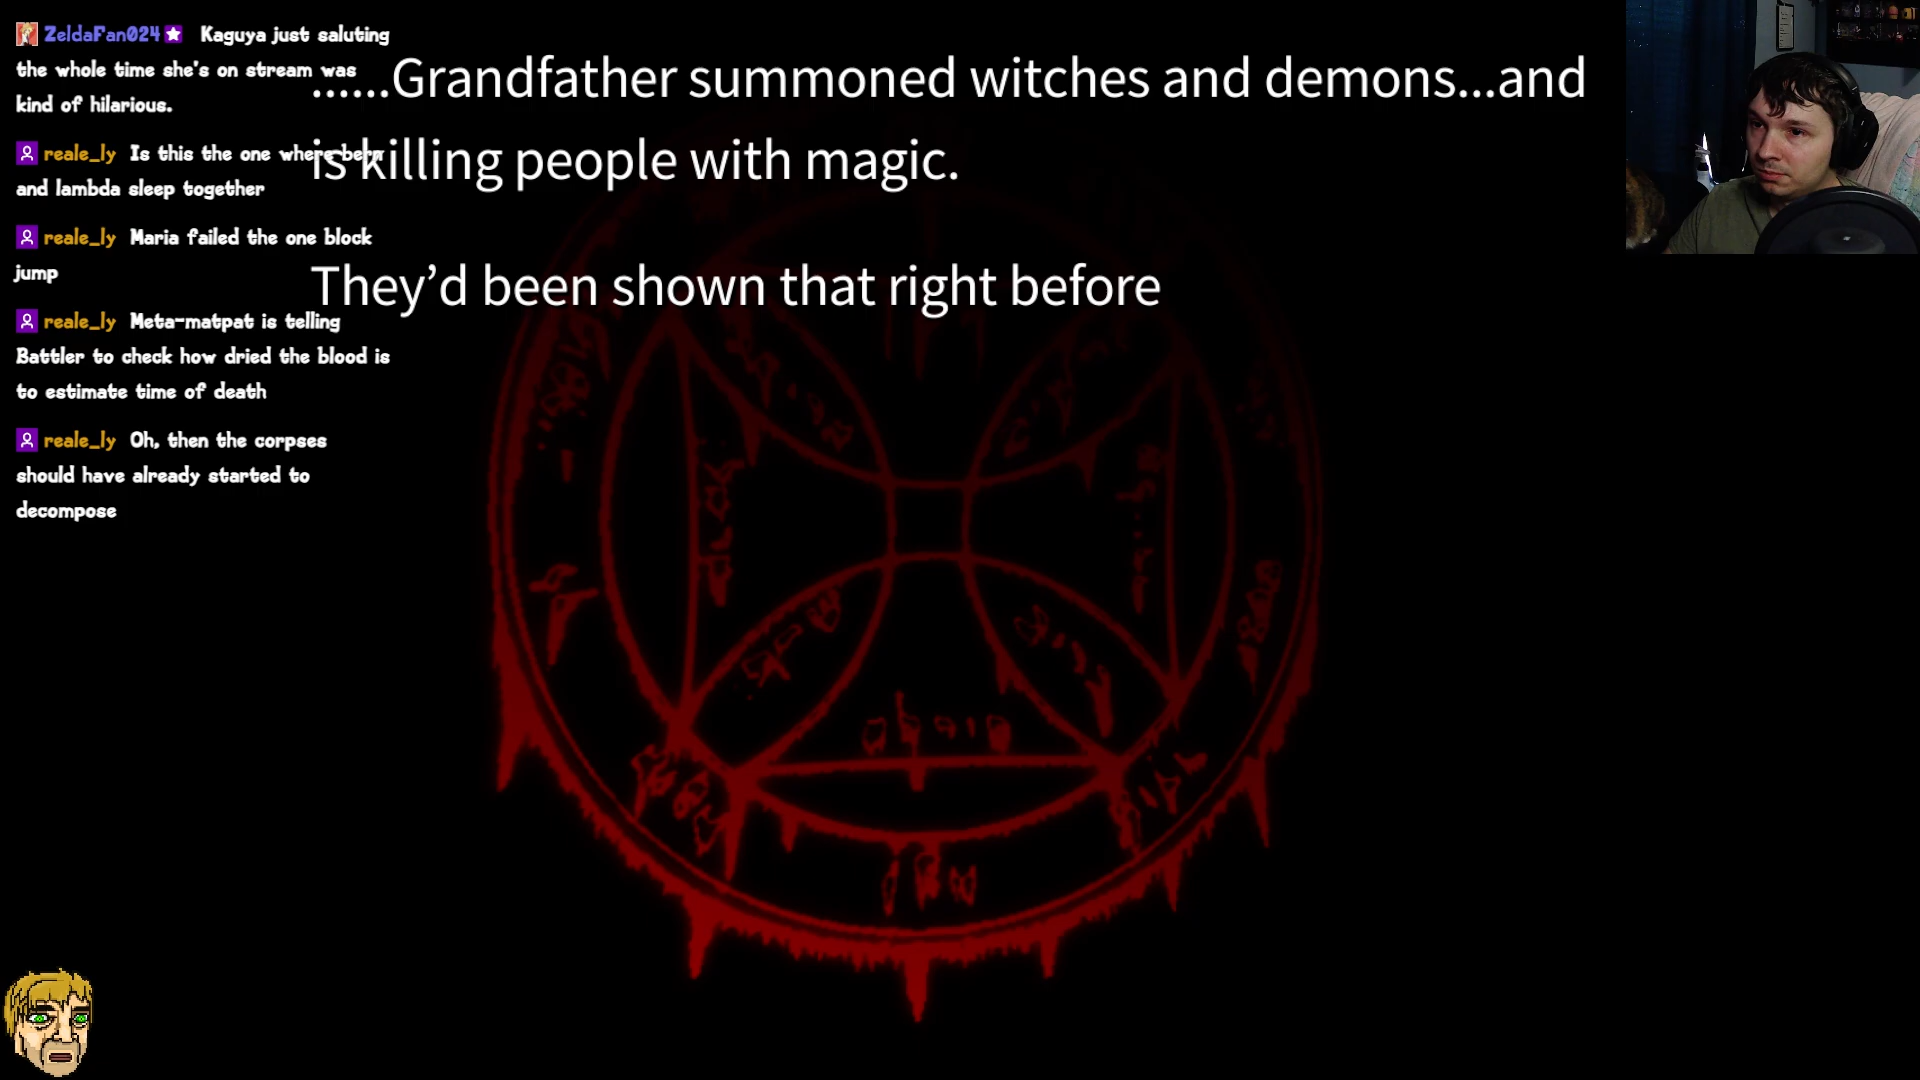 ZeldaFan024 Kaguya just saluting
the whole time she's on stream was
kind of hilarious.
reale_ly Is this the one where bern
and lambda sleep together
reale_ly Maria failed the one block
jump
reale_ly Meta-matpat is telling
Battler to check how dried the blood is
to estimate time of death
reale_ly Oh, then the corpses
should have already started to
decompose
......Grandfather summoned witches and demons...and
is killing people with magic.
They’d been shown that right before